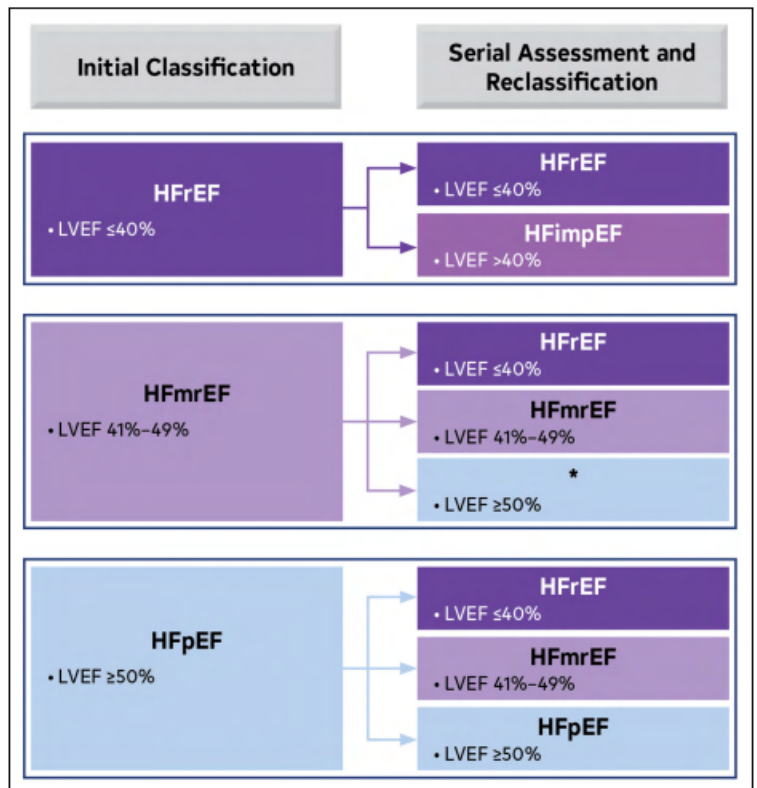 Initial Classification
Serial Assessment and
Reclassification
HFrEF
• LVEF ≤40%
HFrEF
• LVEF ≤40%
HFimpEF
• LVEF >40%
HFmrEF
• LVEF 41%–49%
HFrEF
• LVEF ≤40%
HFmrEF
• LVEF 41%–49%
*
• LVEF ≥50%
HFpEF
• LVEF ≥50%
HFrEF
• LVEF ≤40%
HFmrEF
• LVEF 41%–49%
HFpEF
• LVEF ≥50%